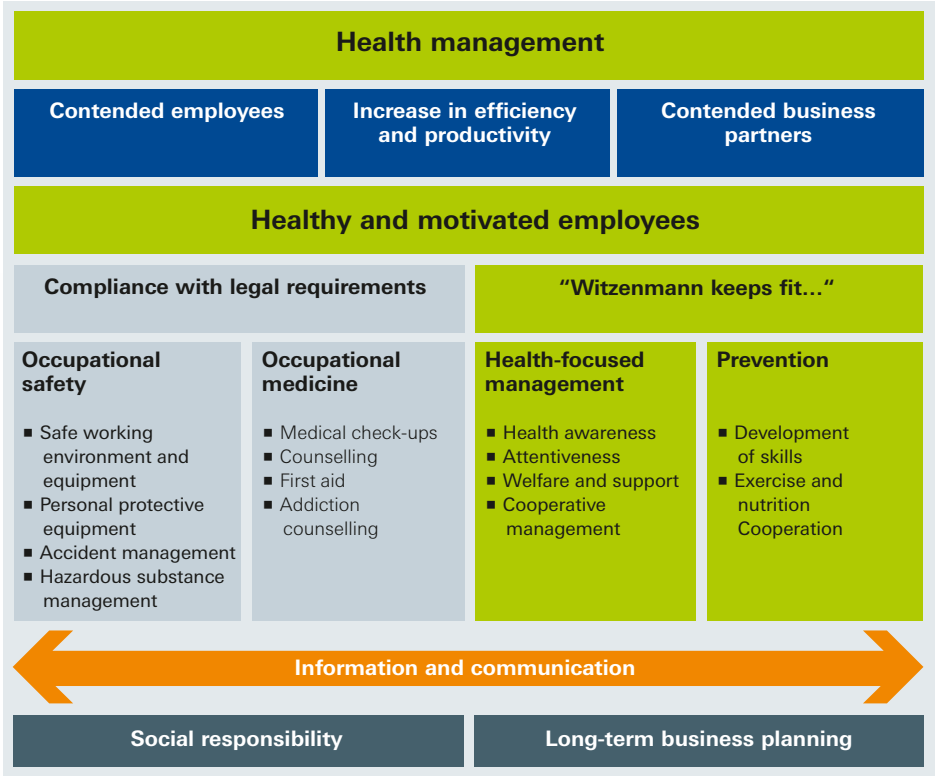 Health management
Contended employees
Increase in efficiency
and productivity
Contended business
partners
Healthy and motivated employees
Compliance with legal requirements
“Witzenmann keeps fit...“
Occupational
safety
■ Safe working
environment and
equipment
■ Personal protective
equipment
■ Accident management
■ Hazardous substance
management
Occupational
medicine
■ Medical check-ups
■ Counselling
■ First aid
■ Addiction
counselling
Health-focused
management
■ Health awareness
■ Attentiveness
■ Welfare and support
■ Cooperative
management
Prevention
■ Development
of skills
■ Exercise and
nutrition
Cooperation
Information and communication
Social responsibility
Long-term business planning